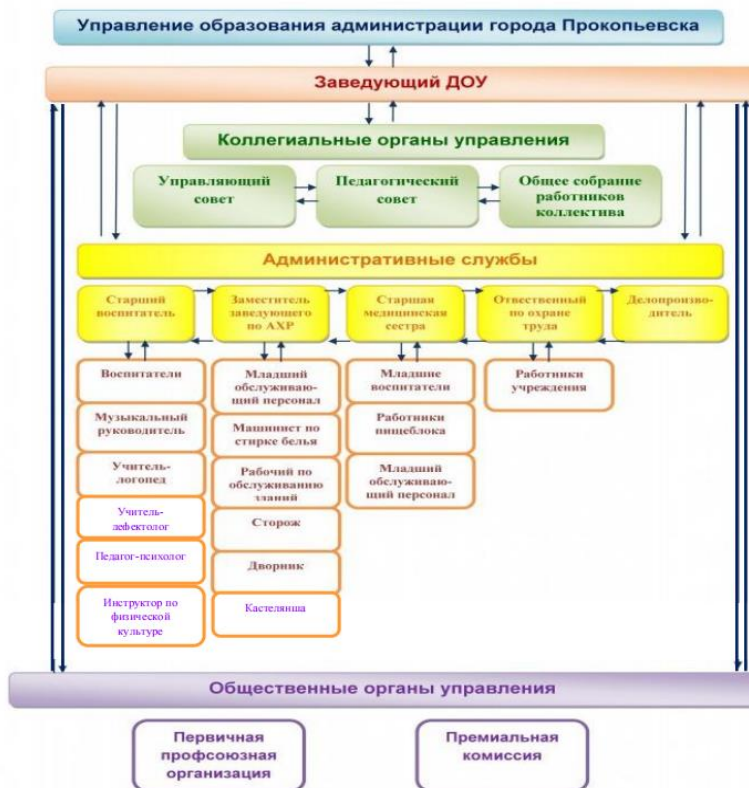 Управление образования администрации города Прокопьевска
Заведующий ДОУ
Коллегиальные органы управления
Управляющий
совет
Педагогический
совет
Общее собрание
работников
коллектива
Административные службы
Старший
воспитатель
Заместитель
заведующего
по АХР
Старшая
медицинская
сестра
Отвественный
по охране
труда
Делопроизво-
дитель
Воспитатели
Музыкальный
руководитель
Учитель-
логопед
Учитель-
дефектолог
Педагог-психолог
Инструктор по
физической
культуре
Младший
обслуживаю-
щий персонал
Машинист по
стирке белья
Рабочий по
обслуживанию
зданий
Сторож
Дворник
Кастелянша
Младшие
воспитатели
Работники
пищеблока
Младший
обслуживаю-
щий персонал
Работники
учреждения
Общественные органы управления
Первичная
профсоюзная
организация
Премиальная
комиссия